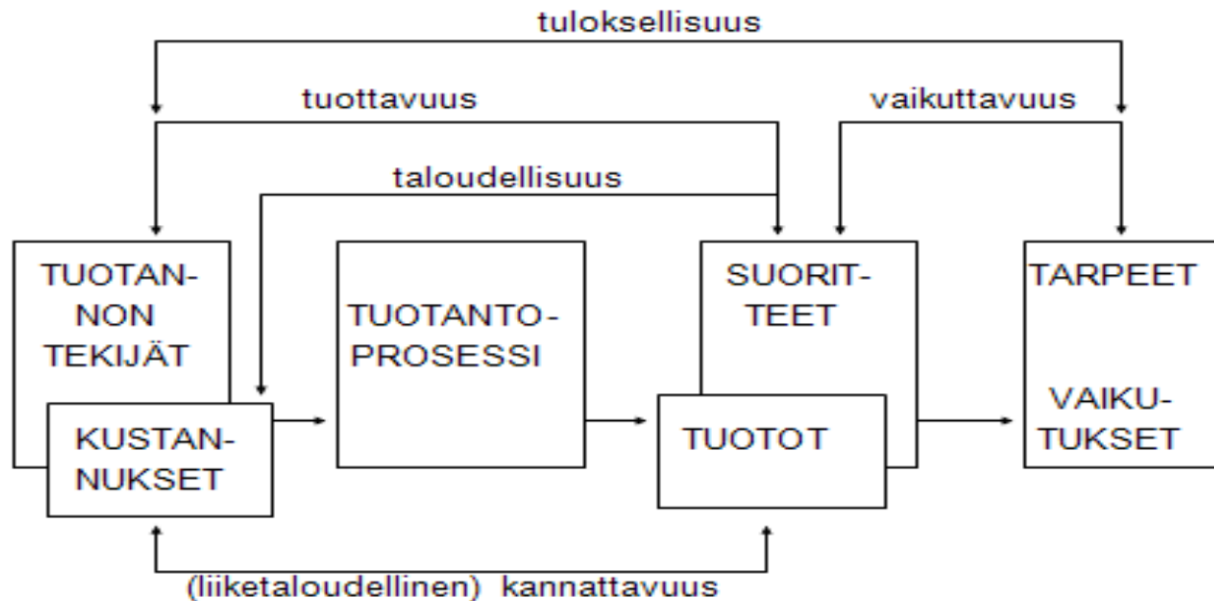 tuloksellisuus
tuottavuus
vaikuttavuus
taloudellisuus
TUOTAN-
NON
TEKIJÄT
KUSTAN-
NUKSET
TUOTANTO-
PROSESSI
SUORIT-
TEET
TUOTOT
TARPEET
VAIKU-
TUKSET
(liiketaloudellinen) kannattavuus